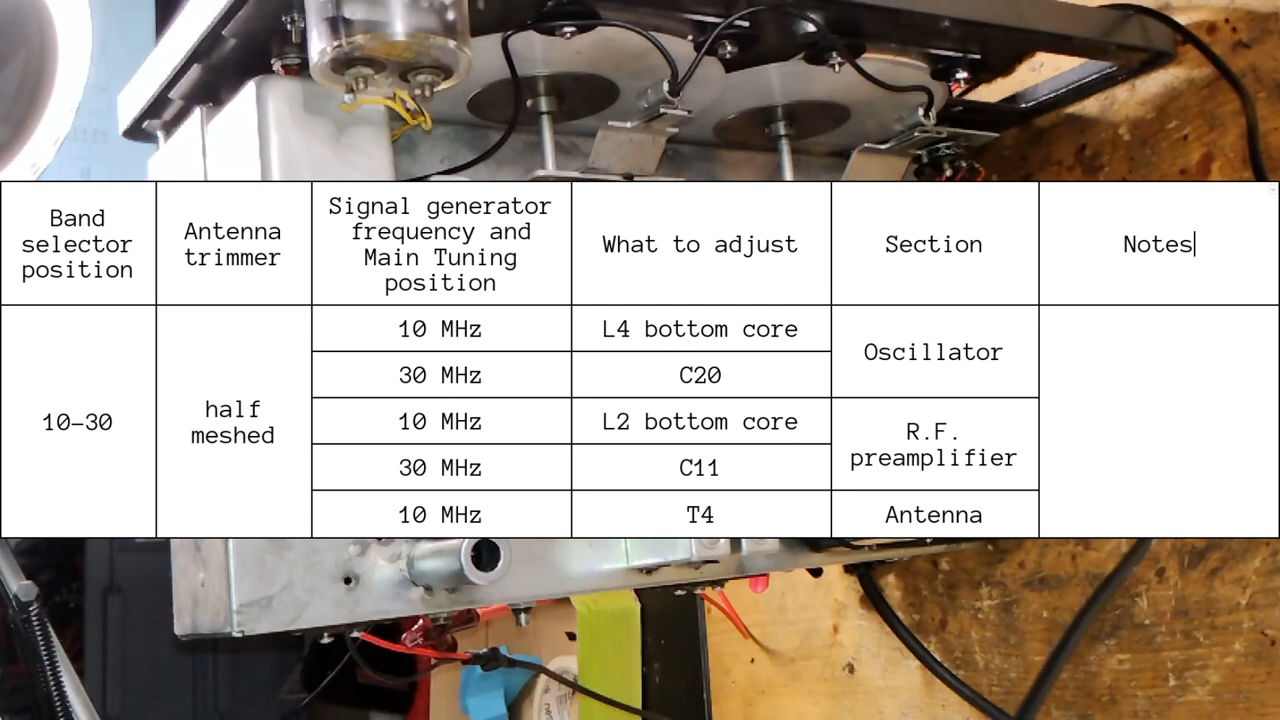 Band
selector
position
Antenna
trimmer
Signal generator
frequency and
Main Tuning
position
What to adjust
Section
Notes
10-30
half
meshed
10 MHz
L4 bottom core
Oscillator
30 MHz
C20
10 MHz
L2 bottom core
R.F.
preamplifier
30 MHz
C11
10 MHz
T4
Antenna